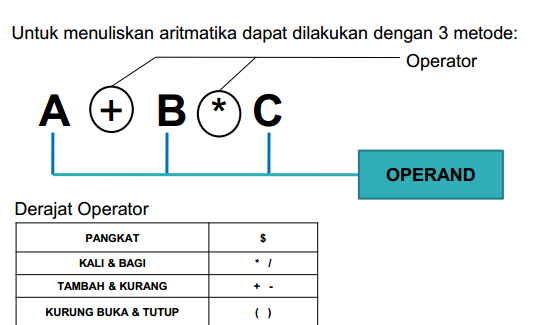 Untuk menuliskan aritmatika dapat dilakukan dengan 3 metode:
Operator
A + B * C
OPERAND
Derajat Operator
PANGKAT $
KALI & BAGI * /
TAMBAH & KURANG + -
KURUNG BUKA & TUTUP ( )